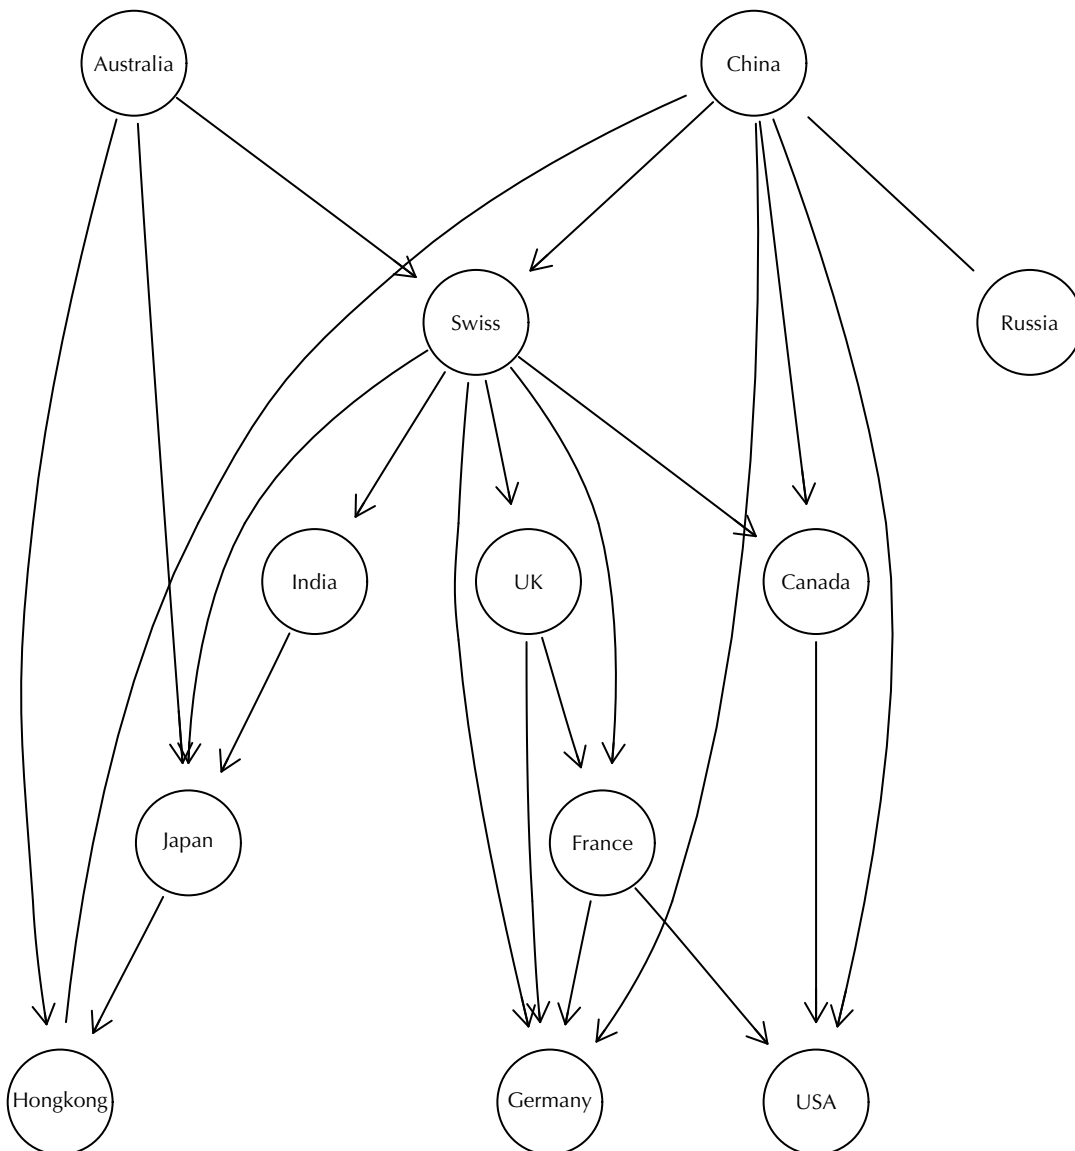 Australia
China
Swiss
Russia
India
UK
Canada
Japan
France
Hongkong
Germany
USA